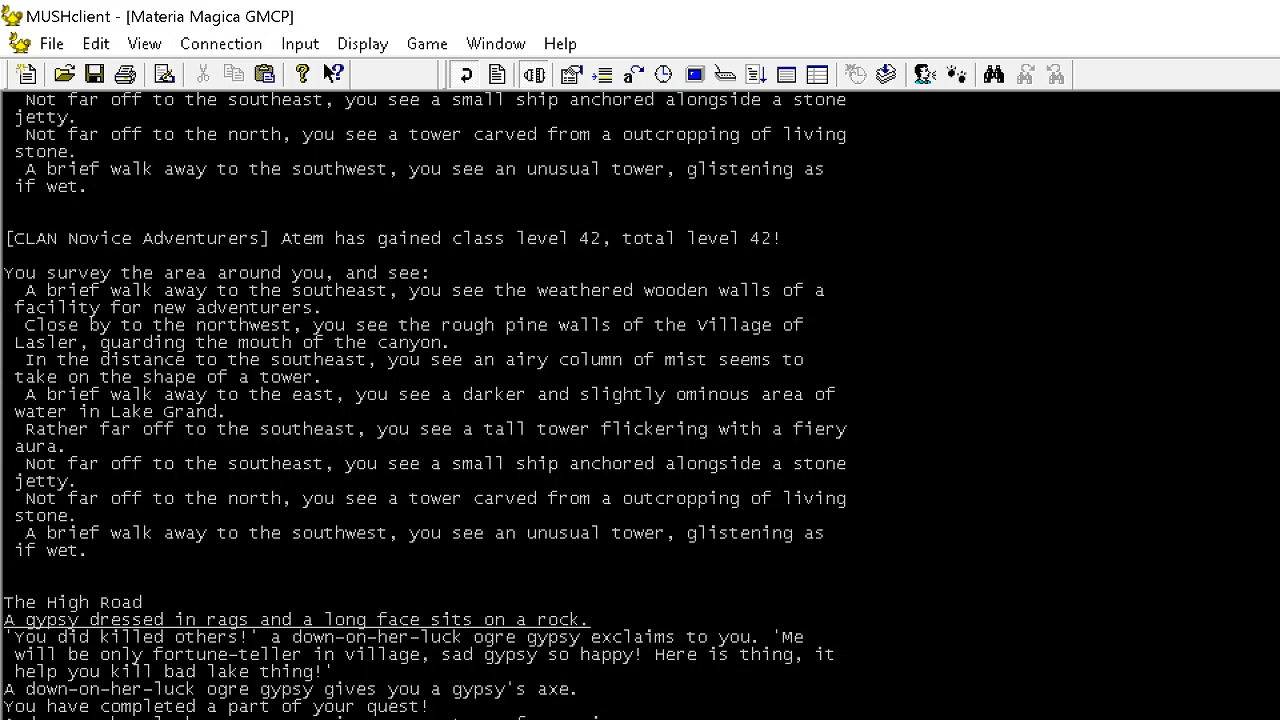 MUSHclient - [Materia Magica GMCP]
File Edit View Connection Input Display Game Window Help
Not far off to the southeast, you see a small ship anchored alongside a stone
jetty.
Not far off to the north, you see a tower carved from a outcropping of living
stone.
A brief walk away to the southwest, you see an unusual tower, glistening as
if wet.
[CLAN Novice Adventurers] Atem has gained class level 42, total level 42!
You survey the area around you, and see:
A brief walk away to the southeast, you see the weathered wooden walls of a
facility for new adventurers.
Close by to the northwest, you see the rough pine walls of the Village of
Lasler, guarding the mouth of the canyon.
In the distance to the southeast, you see an airy column of mist seems to
take on the shape of a tower.
A brief walk away to the east, you see a darker and slightly ominous area of
water in Lake Grand.
Rather far off to the southeast, you see a tall tower flickering with a fiery
aura.
Not far off to the southeast, you see a small ship anchored alongside a stone
jetty.
Not far off to the north, you see a tower carved from a outcropping of living
stone.
A brief walk away to the southwest, you see an unusual tower, glistening as
if wet.
The High Road
A gypsy dressed in rags and a long face sits on a rock.
'You did killed others!' a down-on-her-luck ogre gypsy exclaims to you. 'Me
will be only fortune-teller in village, sad gypsy so happy! Here is thing, it
help you kill bad lake thing!'
A down-on-her-luck ogre gypsy gives you a gypsy's axe.
You have completed a part of your quest!